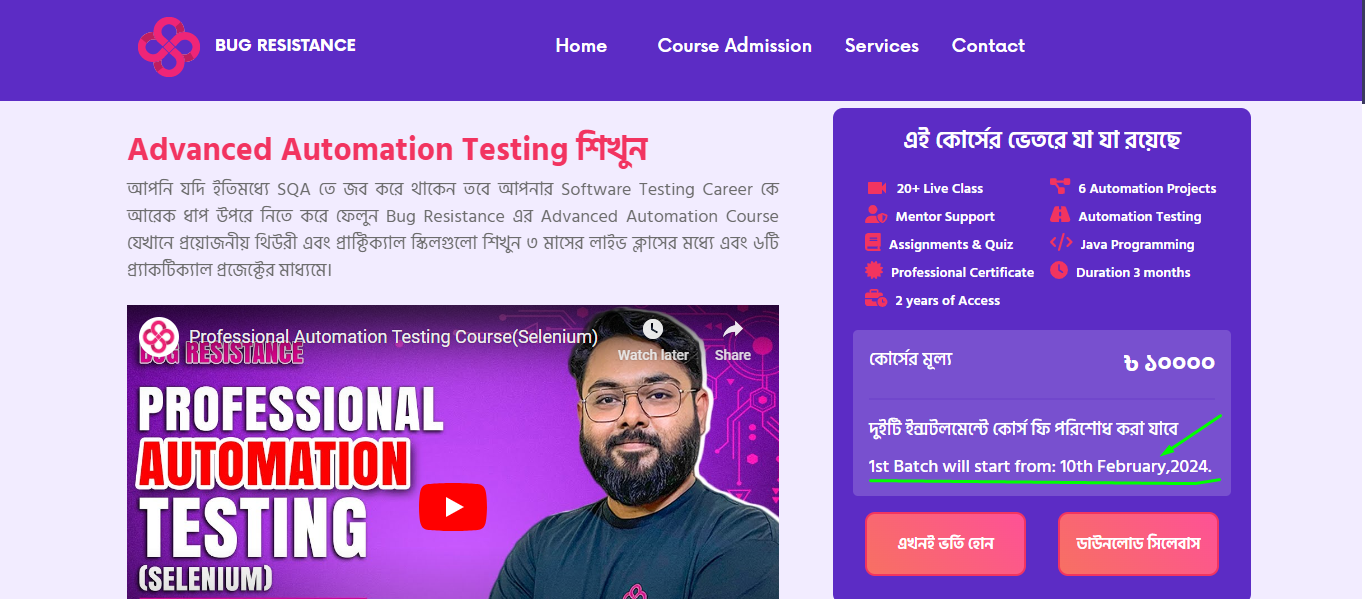 BUG RESISTANCE
Home Course Admission Services Contact
Advanced Automation Testing শিখুন
আপনি যদি ইতিমধ্যে SQA তে জব করে থাকেন তবে আপনার Software Testing Career কে
আরেক ধাপ উপরে নিতে করে ফেলুন Bug Resistance এর Advanced Automation Course
যেখানে প্রয়োজনীয় থিউরী এবং প্রাক্টিক্যাল স্কিলগুলো শিখুন ৩ মাসের লাইভ ক্লাসের মধ্যে এবং ৬টি
প্র্যাকটিক্যাল প্রজেক্টের মাধ্যমে।
Professional Automation Testing Course(Selenium)
Watch later
Share
BUG RESISTANCE
PROFESSIONAL
AUTOMATION
TESTING
(SELENIUM)
এই কোর্সের ভেতরে যা যা রয়েছে
20+ Live Class
6 Automation Projects
Mentor Support
Automation Testing
Assignments & Quiz
Java Programming
Professional Certificate
Duration 3 months
2 years of Access
কোর্সের মূল্য
৳ ১০০০০
দুইটি ইন্সটলমেন্টে কোর্স ফি পরিশোধ করা যাবে
1st Batch will start from: 10th February,2024.
এখনই ভর্তি হোন
ডাউনলোড সিলেবাস